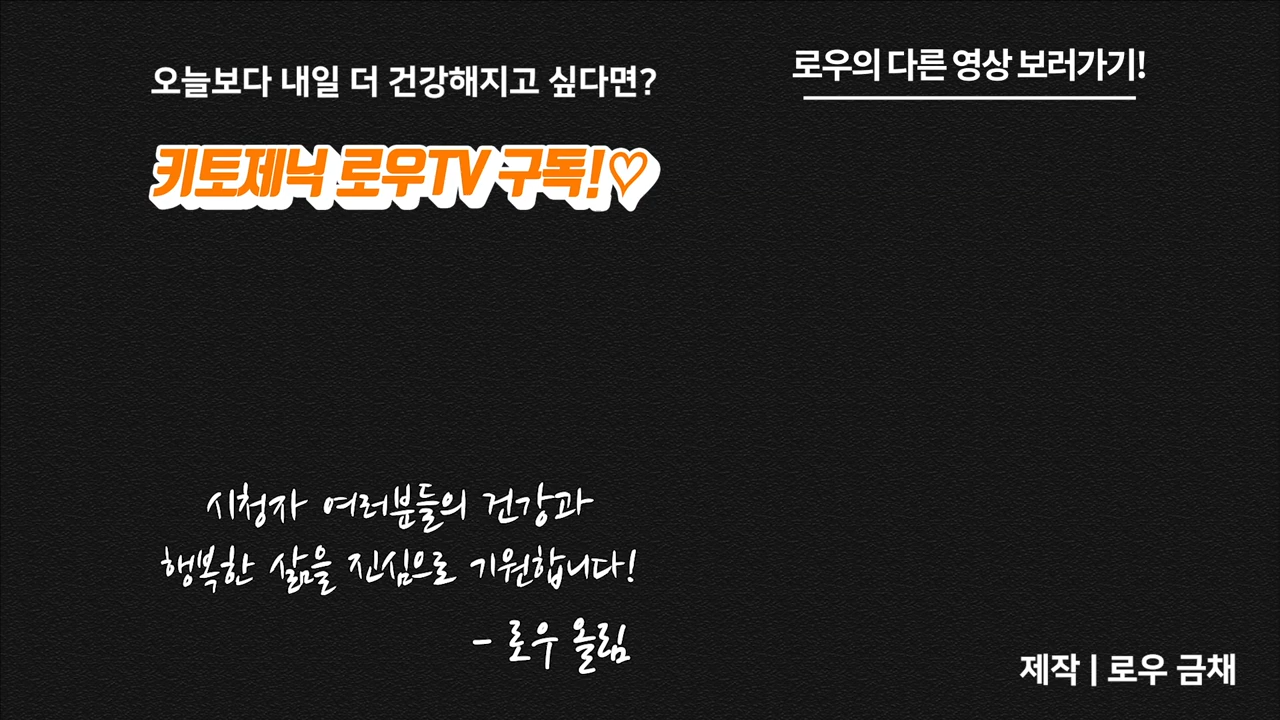 오늘보다 내일 더 건강해지고 싶다면?
키토제닉 로우TV 구독!♡
로우의 다른 영상 보러가기!
시청자 여러분들의 건강과
행복한 삶을 진심으로 기원합니다!
- 로우 올림
제작 | 로우 금채